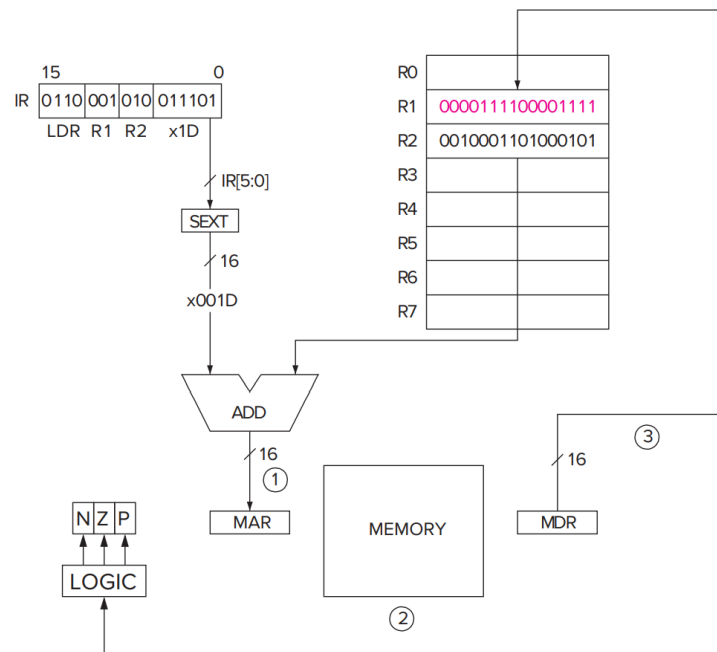 15 0
IR 0110 001 010 011101
LDR R1 R2 x1D
IR[5:0]
SEXT
16
x001D
ADD
16
1
MAR
R0
R1 0000111100001111
R2 0010001101000101
R3
R4
R5
R6
R7
MEMORY
2
3
16
MDR
N Z P
LOGIC